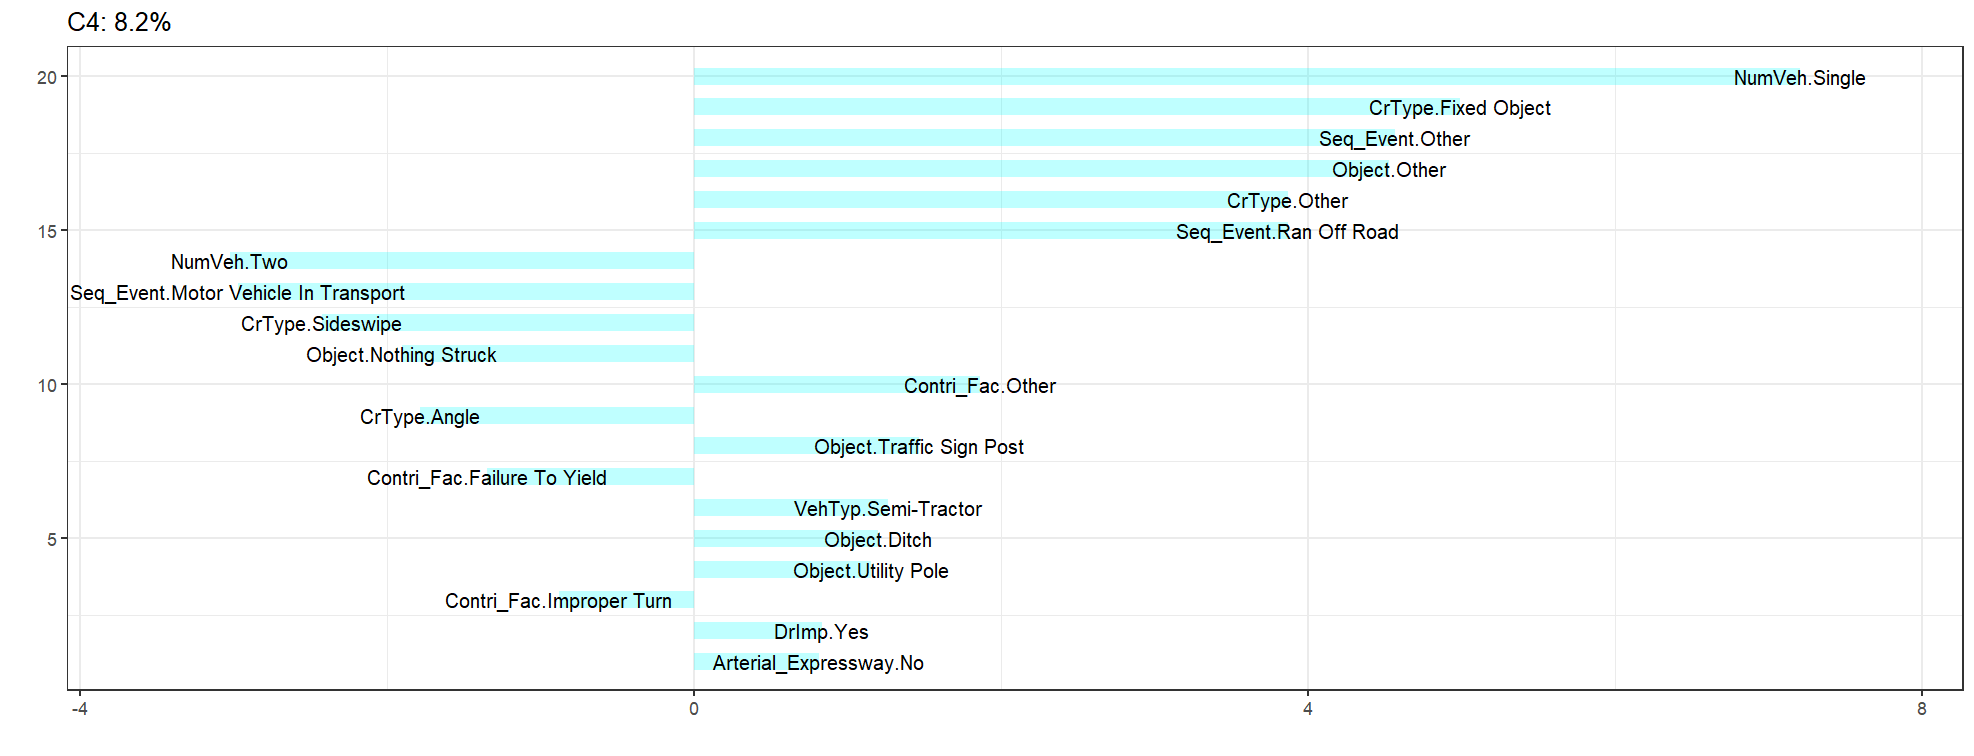 C4: 8.2%
20
NumVeh.Single
CrType.Fixed Object
Seq_Event.Other
Object.Other
CrType.Other
15
Seq_Event.Ran Off Road
NumVeh.Two
Seq_Event.Motor Vehicle In Transport
CrType.Sideswipe
Object.Nothing Struck
10
Contri_Fac.Other
CrType.Angle
Object.Traffic Sign Post
Contri_Fac.Failure To Yield
VehTyp.Semi-Tractor
5
Object.Ditch
Object.Utility Pole
Contri_Fac.Improper Turn
DrImp.Yes
Arterial_Expressway.No
-4 0 4 8